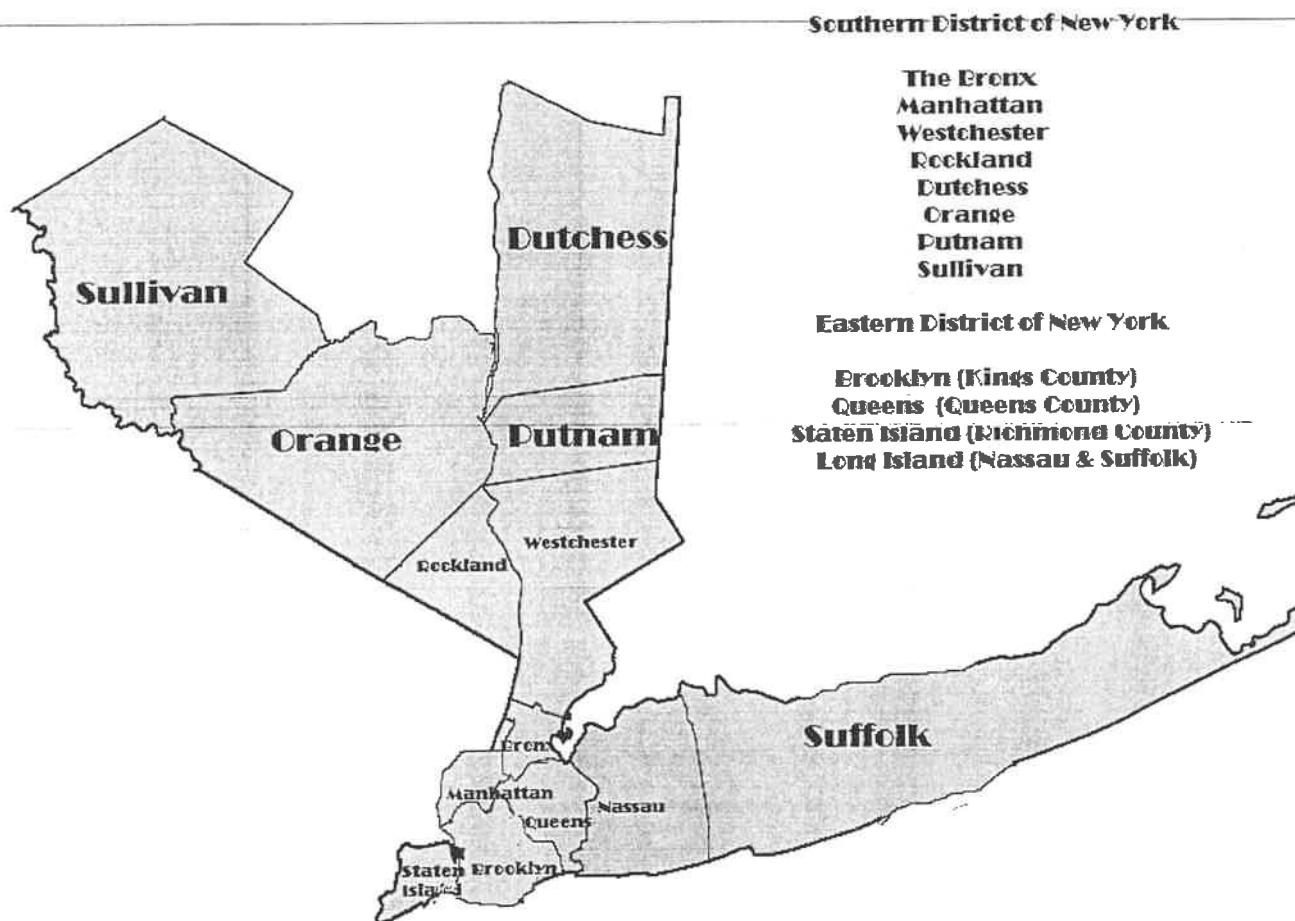 Southern District of New York
The Bronx
Manhattan
Westchester
Rockland
Dutchess
Orange
Putnam
Sullivan
Eastern District of New York
Brooklyn (Kings County)
Queens (Queens County)
Staten Island (Richmond County)
Long Island (Nassau & Suffolk)
Dutchess
Sullivan
Orange
Putnam
Westchester
Rockland
Bronx
Suffolk
Manhattan
Nassau
Queens
Staten
Island
Brooklyn